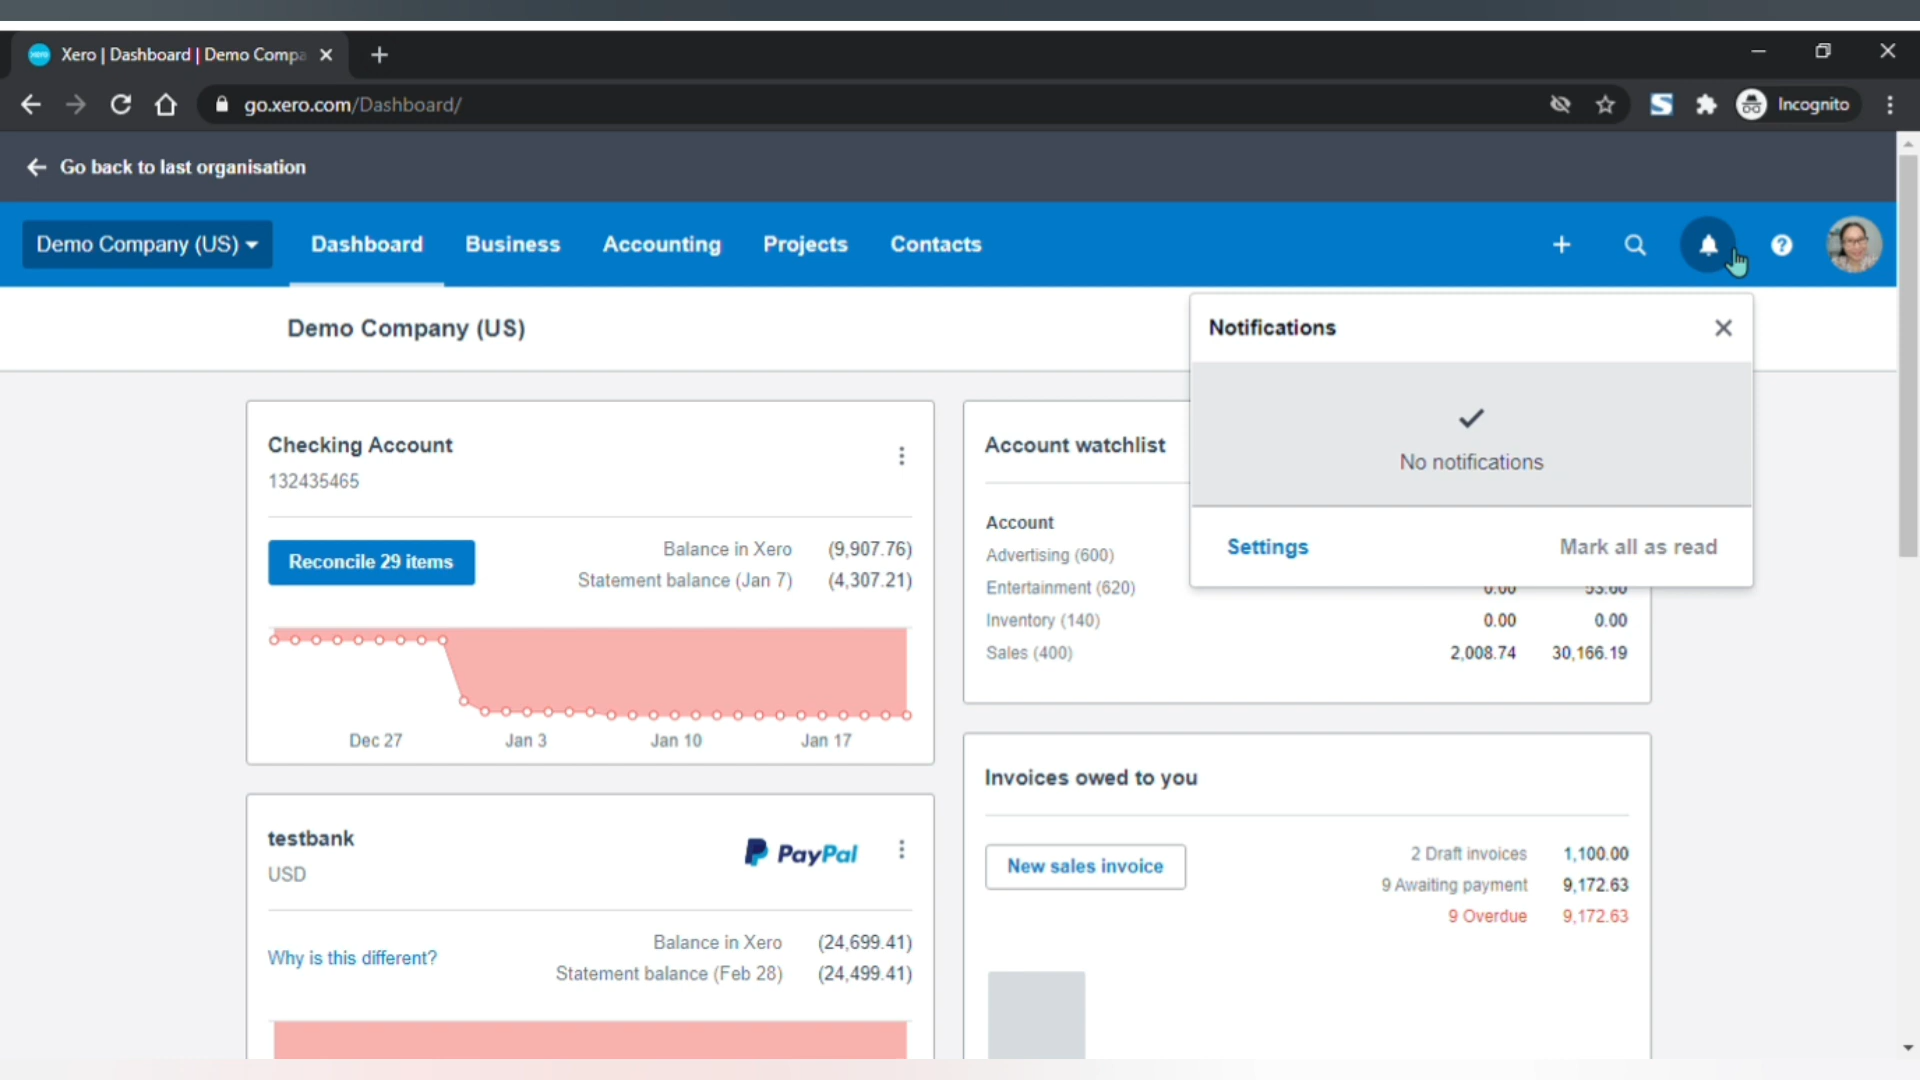 Xero | Dashboard | Demo Compa
go.xero.com/Dashboard/
Incognito
Go back to last organisation
Demo Company (US)
Dashboard
Business
Accounting
Projects
Contacts
Demo Company (US)
Notifications
No notifications
Settings
Mark all as read
Checking Account
132435465
Reconcile 29 items
Balance in Xero (9,907.76)
Statement balance (Jan 7) (4,307.21)
Dec 27 Jan 3 Jan 10 Jan 17
testbank
USD
PayPal
Why is this different?
Balance in Xero (24,699.41)
Statement balance (Feb 28) (24,499.41)
Account watchlist
Account
Advertising (600)
Entertainment (620) 0.00 53.60
Inventory (140) 0.00 0.00
Sales (400) 2,008.74 30,166.19
Invoices owed to you
New sales invoice
2 Draft invoices 1,100.00
9 Awaiting payment 9,172.63
9 Overdue 9,172.63